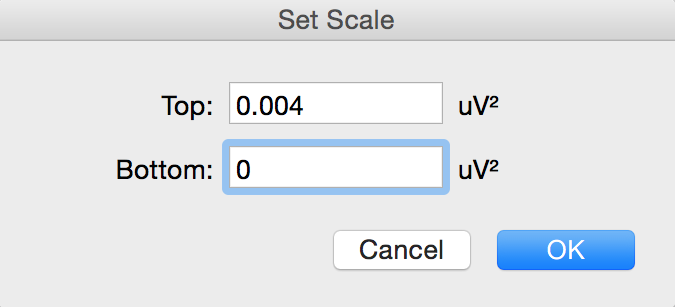 Set Scale
Top: 0.004 uV²
Bottom: 0 uV²
Cancel OK